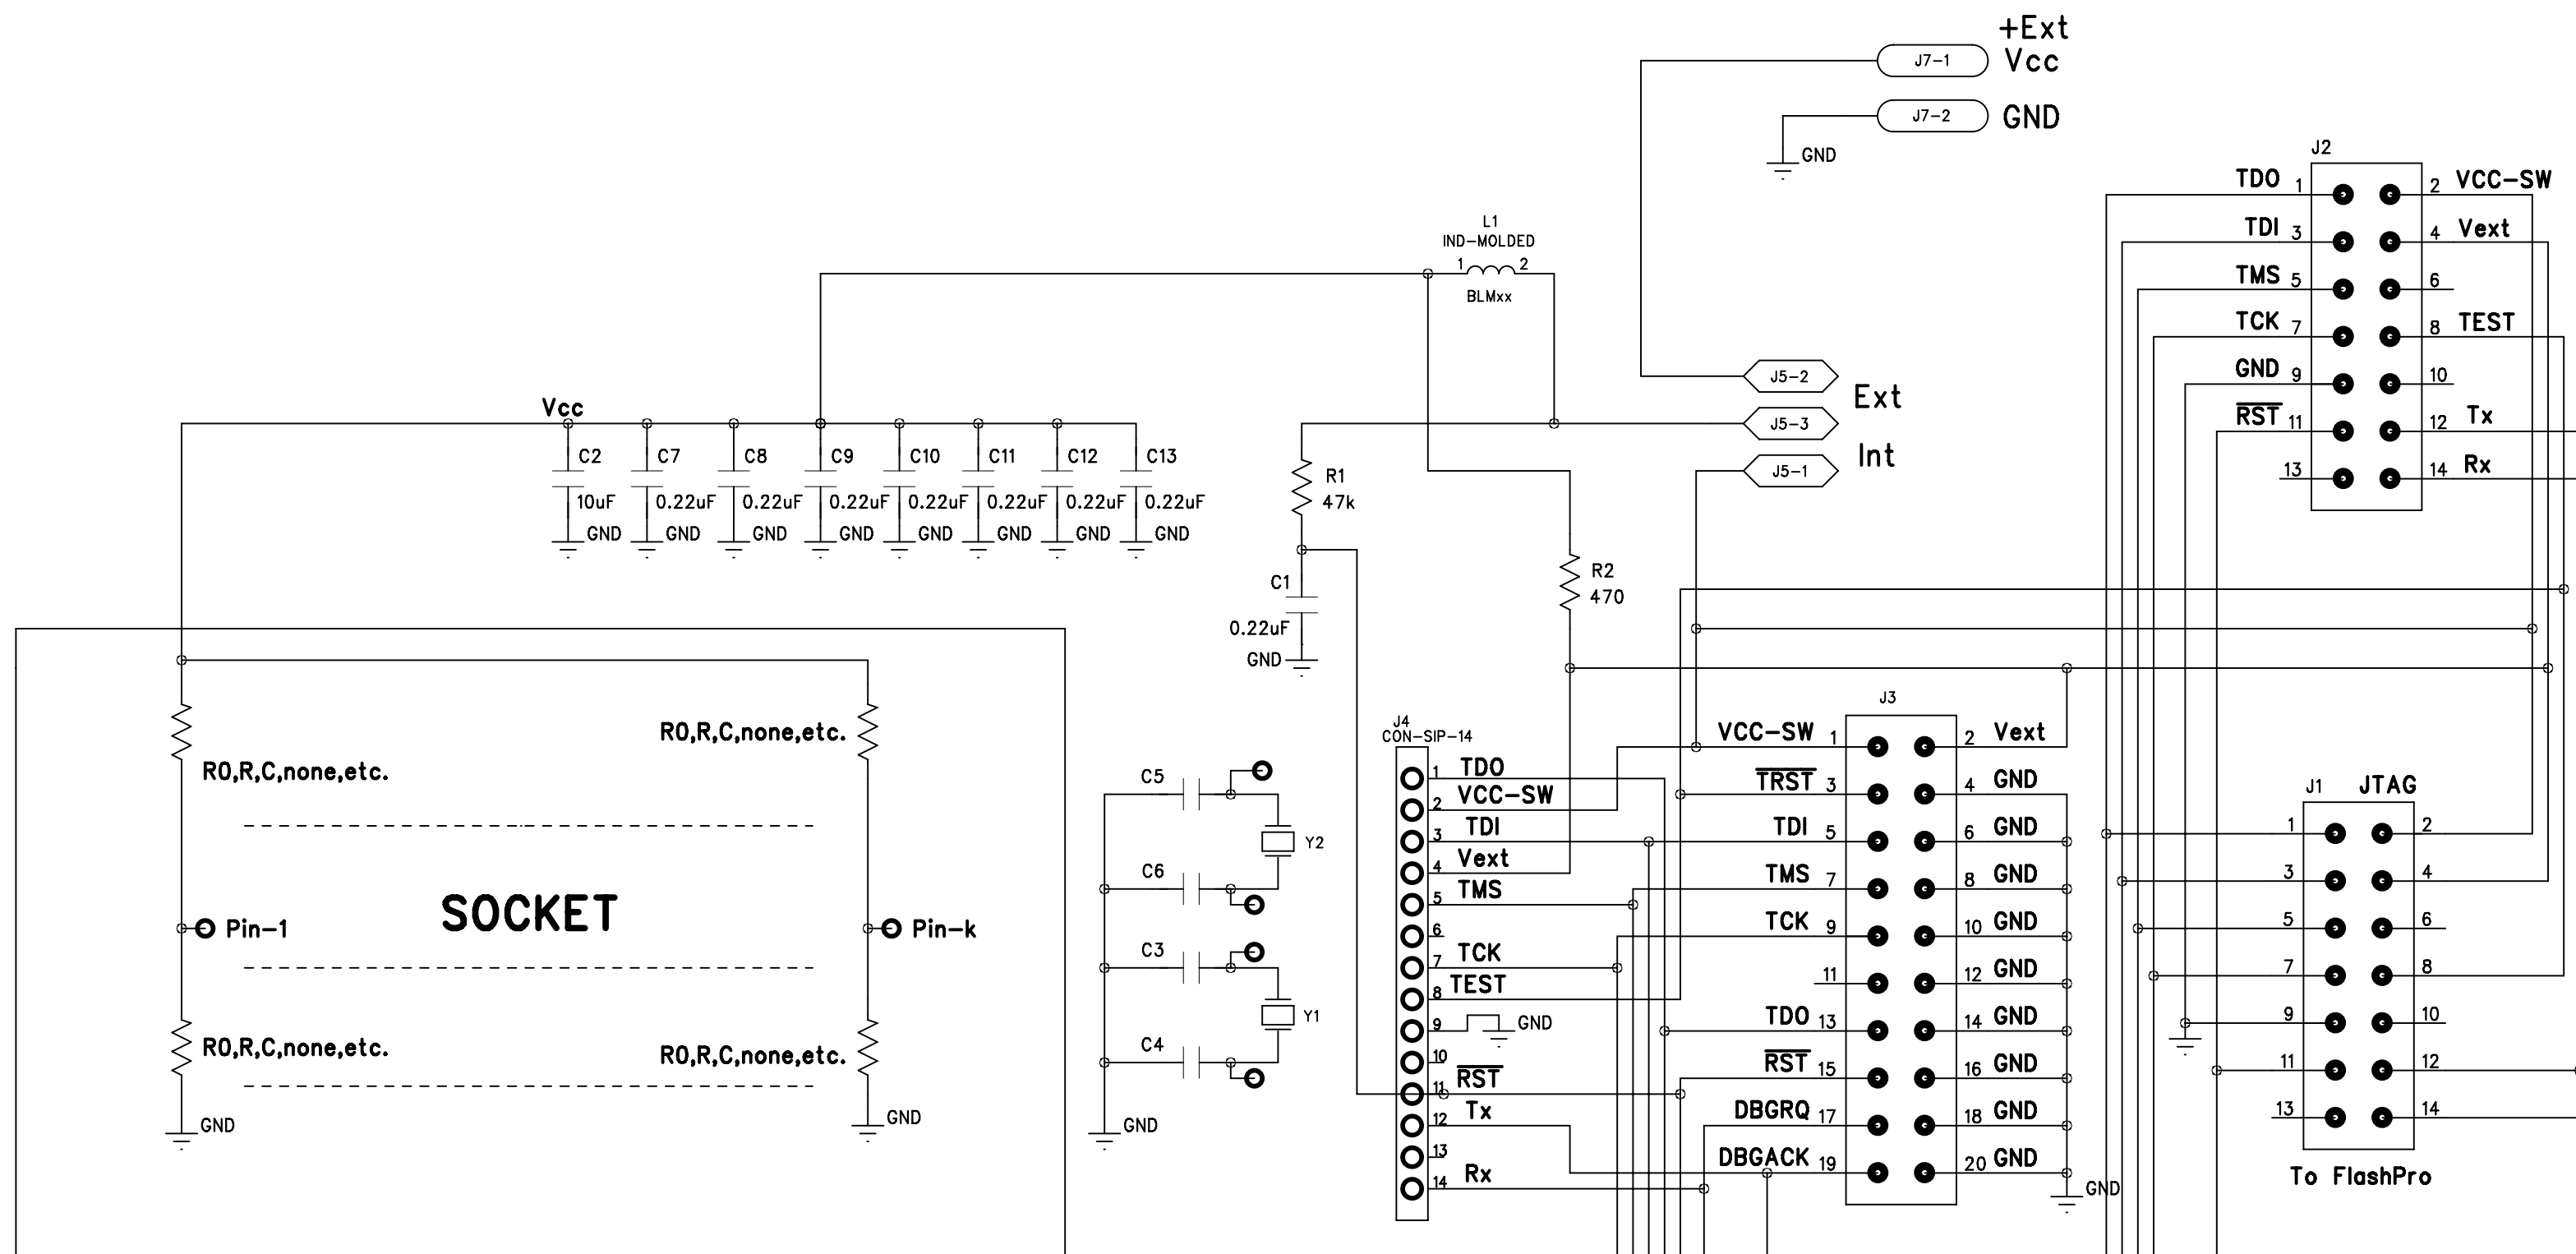 +Ext
J7-1 Vcc
J7-2 GND
GND
L1
IND-MOLDED
1 2
BLMxx
J5-2
Ext
J5-3
Int
J5-1
Vcc
C2 C7 C8 C9 C10 C11 C12 C13
10uF 0.22uF 0.22uF 0.22uF 0.22uF 0.22uF 0.22uF 0.22uF
GND GND GND GND GND GND GND GND
R1
47k
C1
0.22uF
GND
R2
470
J2
TDO 1 2 VCC-SW
TDI 3 4 Vext
TMS 5 6
TCK 7 8 TEST
GND 9 10
RST 11 12 Tx
13 14 Rx
R0,R,C,none,etc.
R0,R,C,none,etc.
SOCKET
Pin-1 Pin-k
R0,R,C,none,etc.
R0,R,C,none,etc.
GND GND
C5
Y2
C6
C3
Y1
C4
GND
J4
CON-SIP-14
1 TDO
2 VCC-SW
3 TDI
4 Vext
5 TMS
6
7 TCK
8 TEST
9 GND
10
11 RST
12 Tx
13
14 Rx
J3
VCC-SW 1 2 Vext
TRST 3 4 GND
TDI 5 6 GND
TMS 7 8 GND
TCK 9 10 GND
11 12 GND
TDO 13 14 GND
RST 15 16 GND
DBGRQ 17 18 GND
DBGACK 19 20 GND
GND
J1 JTAG
1 2
3 4
5 6
7 8
9 10
11 12
13 14
To FlashPro